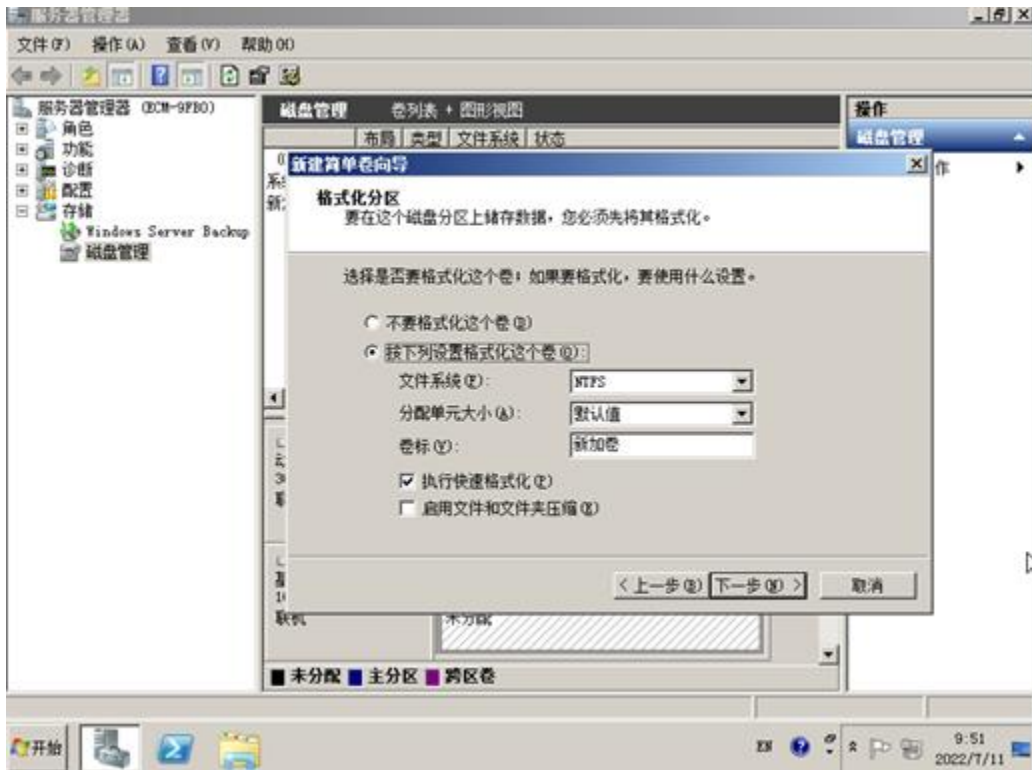 服务器管理器
文件(F) 操作(A) 查看(V) 帮助(H)
服务器管理器 (ECM-9FB0)
角色
功能
诊断
配置
存储
Windows Server Backup
磁盘管理
磁盘管理 卷列表 + 图形视图
布局 类型 文件系统 状态
新建简单卷向导
格式化分区
要在这个磁盘分区上储存数据，您必须先将其格式化。
选择是否要格式化这个卷；如果要格式化，要使用什么设置。
不要格式化这个卷(D)
按下列设置格式化这个卷(O):
文件系统(F): NTFS
分配单元大小(A): 默认值
卷标(V): 新加卷
执行快速格式化(P)
启用文件和文件夹压缩(E)
<上一步(B) 下一步(N) > 取消
联机
未分配
未分配 主分区 跨区卷
操作
磁盘管理
作
开始
EN
9:51
2022/7/11